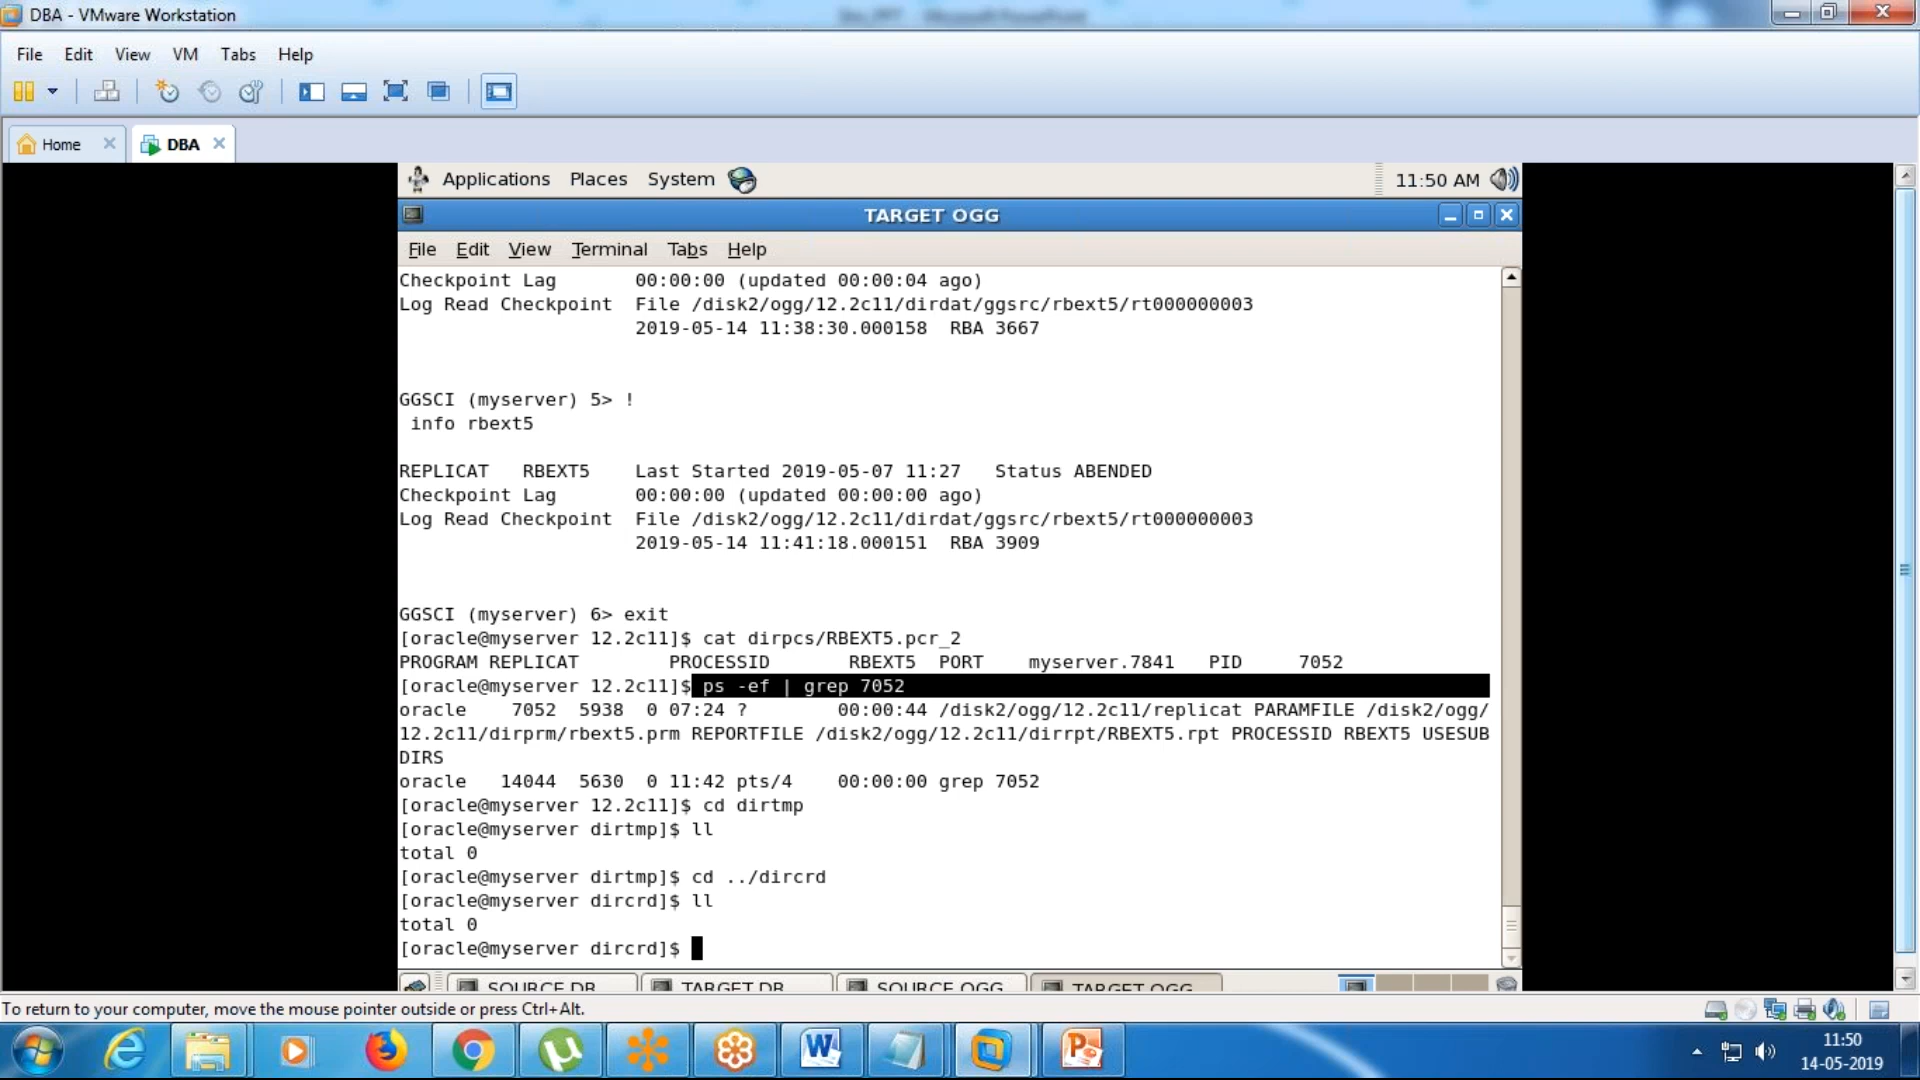 DBA - VMware Workstation
File Edit View VM Tabs Help
Home DBA
Applications Places System 11:50 AM
TARGET OGG
File Edit View Terminal Tabs Help
Checkpoint Lag 00:00:00 (updated 00:00:04 ago)
Log Read Checkpoint File /disk2/ogg/12.2c11/dirdat/ggsrc/rbext5/rt000000003
2019-05-14 11:38:30.000158 RBA 3667
GGSCI (myserver) 5> !
info rbext5
REPLICAT RBEXT5 Last Started 2019-05-07 11:27 Status ABENDED
Checkpoint Lag 00:00:00 (updated 00:00:00 ago)
Log Read Checkpoint File /disk2/ogg/12.2c11/dirdat/ggsrc/rbext5/rt000000003
2019-05-14 11:41:18.000151 RBA 3909
GGSCI (myserver) 6> exit
[oracle@myserver 12.2c11]$ cat dirpcs/RBEXT5.pcr_2
PROGRAM REPLICAT PROCESSID RBEXT5 PORT myserver.7841 PID 7052
[oracle@myserver 12.2c11]$ ps -ef | grep 7052
oracle 7052 5938 0 07:24 ? 00:00:44 /disk2/ogg/12.2c11/replicat PARAMFILE /disk2/ogg/
12.2c11/dirprm/rbext5.prm REPORTFILE /disk2/ogg/12.2c11/dirrpt/RBEXT5.rpt PROCESSID RBEXT5 USESUB
DIRS
oracle 14044 5630 0 11:42 pts/4 00:00:00 grep 7052
[oracle@myserver 12.2c11]$ cd dirtmp
[oracle@myserver dirtmp]$ ll
total 0
[oracle@myserver dirtmp]$ cd ../dircrd
[oracle@myserver dircrd]$ ll
total 0
[oracle@myserver dircrd]$
SOURCE DB TARGET DB SOURCE OGG TARGET OGG
To return to your computer, move the mouse pointer outside or press Ctrl+Alt.
11:50
14-05-2019